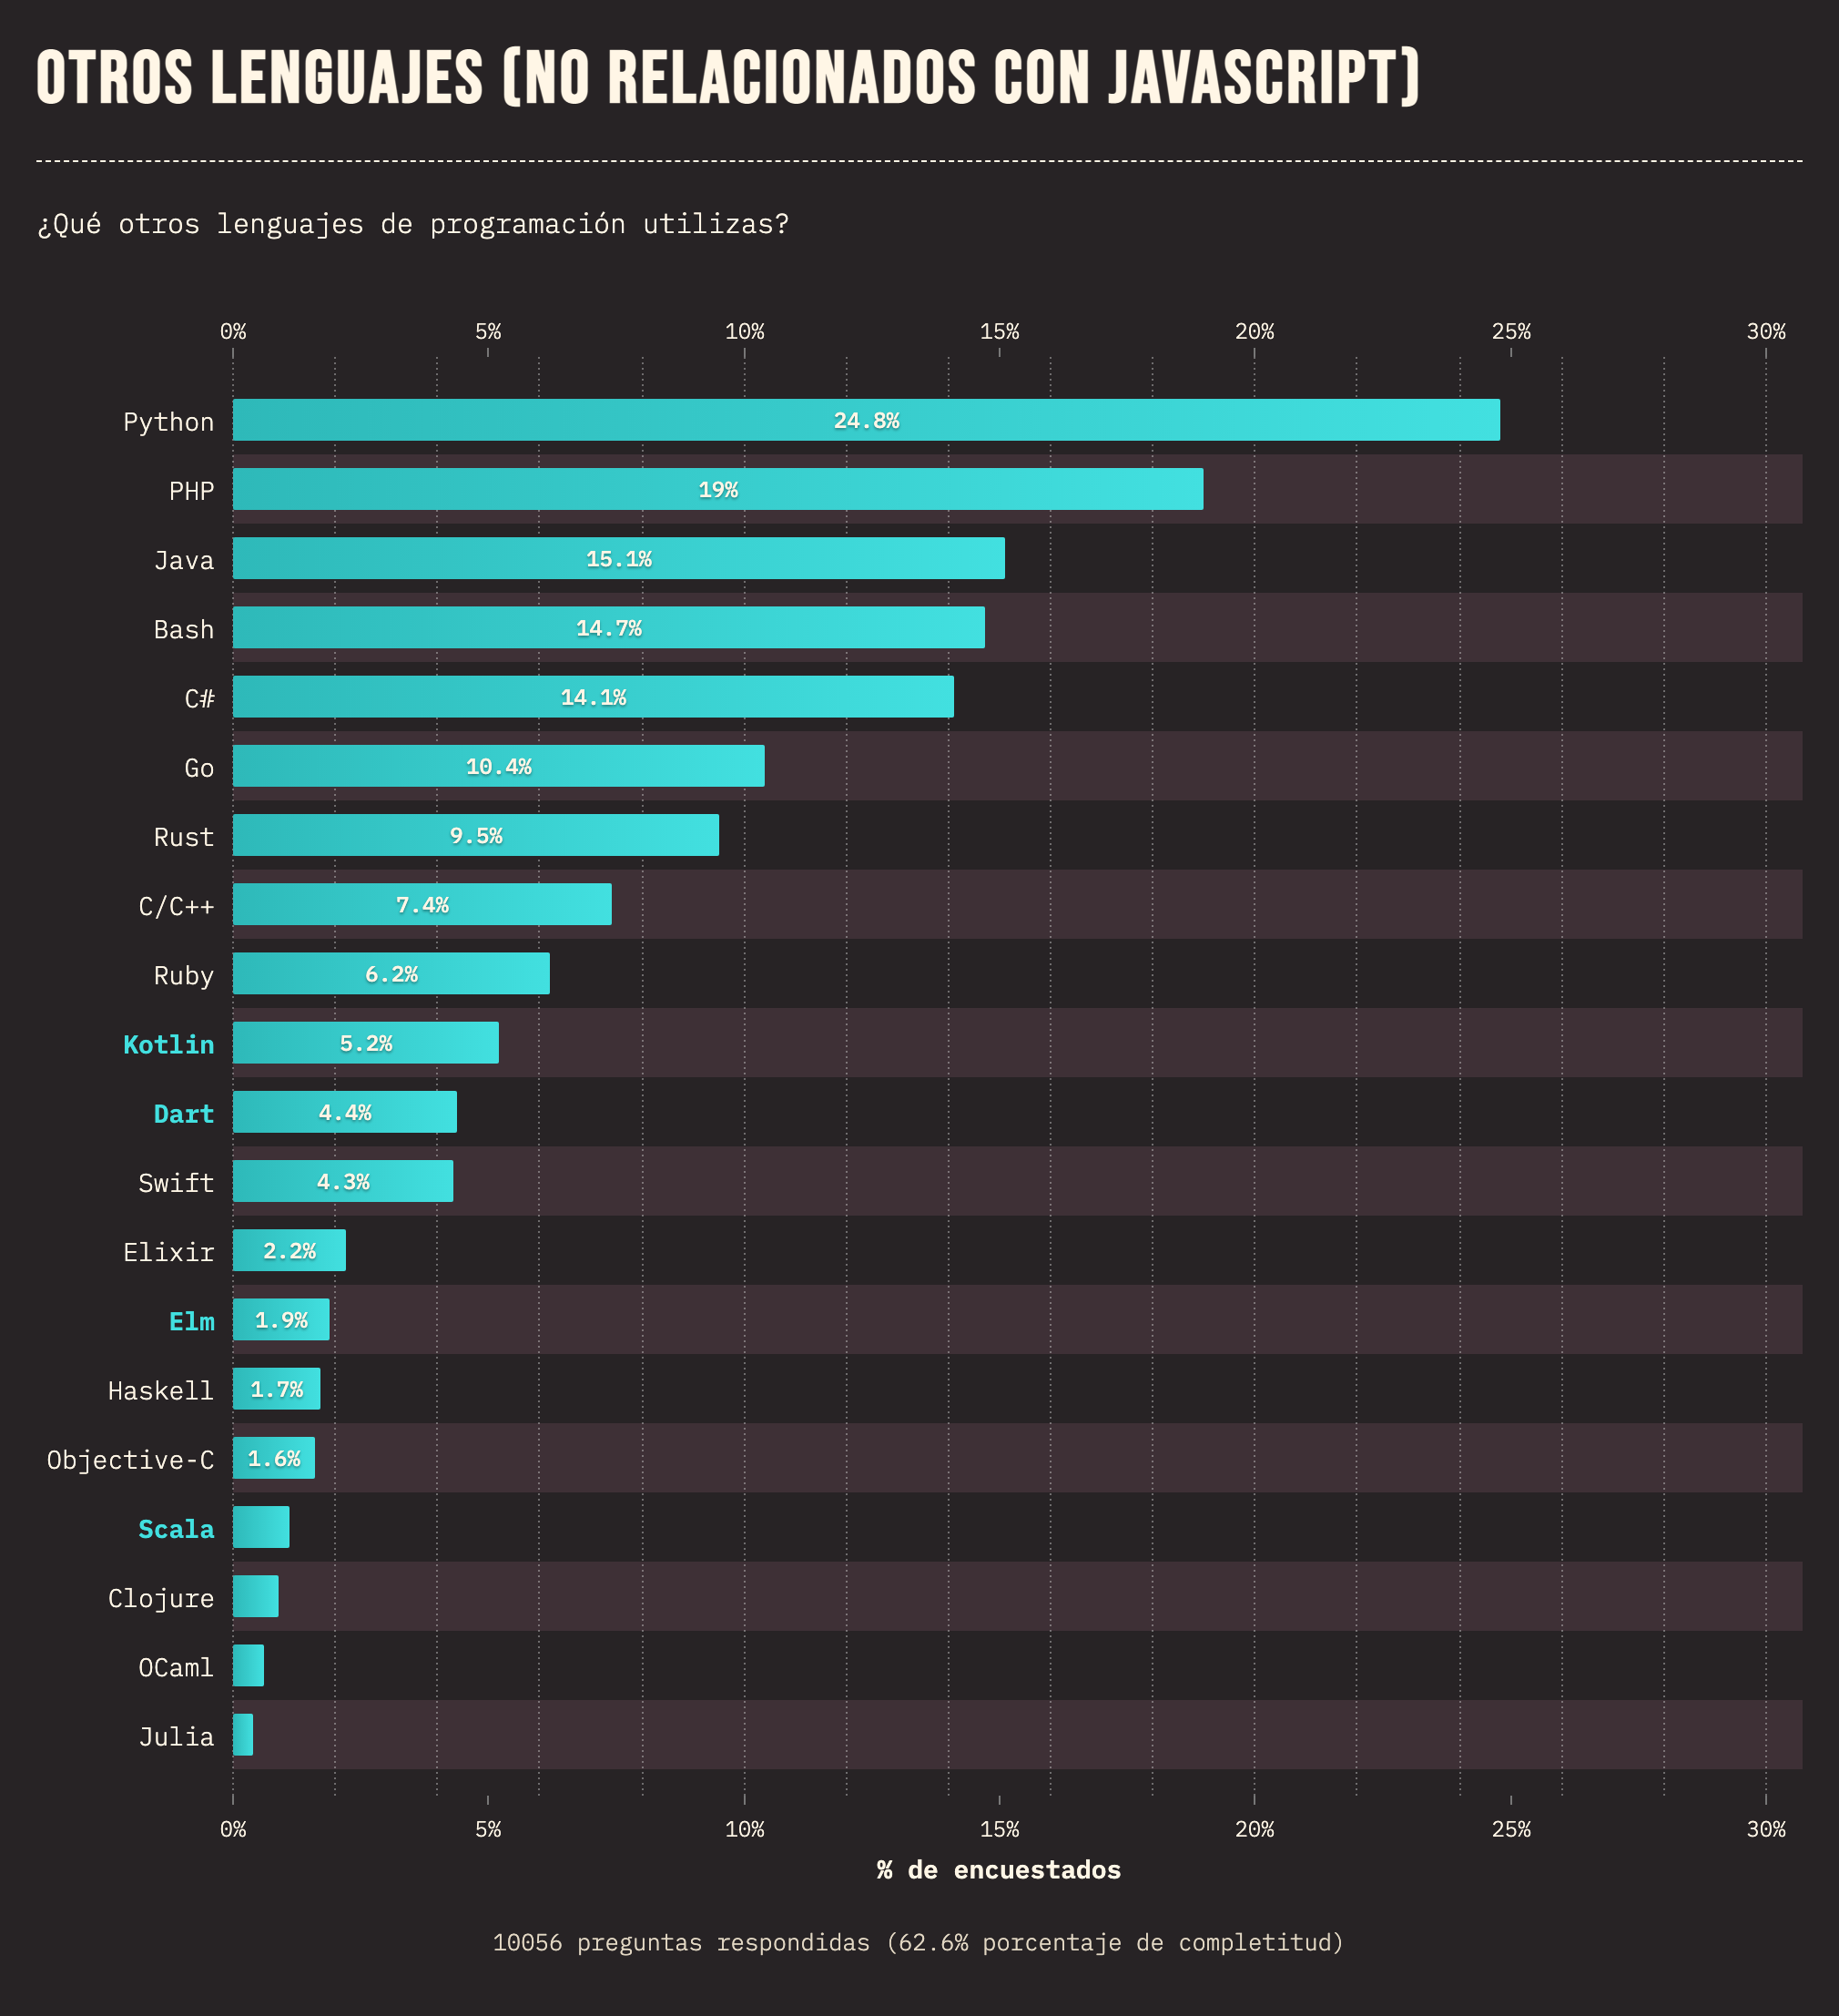 OTROS LENGUAJES (NO RELACIONADOS CON JAVASCRIPT)
¿Qué otros lenguajes de programación utilizas?
0% 5% 10% 15% 20% 25% 30%
Python 24.8%
PHP 19%
Java 15.1%
Bash 14.7%
C# 14.1%
Go 10.4%
Rust 9.5%
C/C++ 7.4%
Ruby 6.2%
Kotlin 5.2%
Dart 4.4%
Swift 4.3%
Elixir 2.2%
Elm 1.9%
Haskell 1.7%
Objective-C 1.6%
Scala
Clojure
OCaml
Julia
0% 5% 10% 15% 20% 25% 30%
% de encuestados
10056 preguntas respondidas (62.6% porcentaje de completitud)